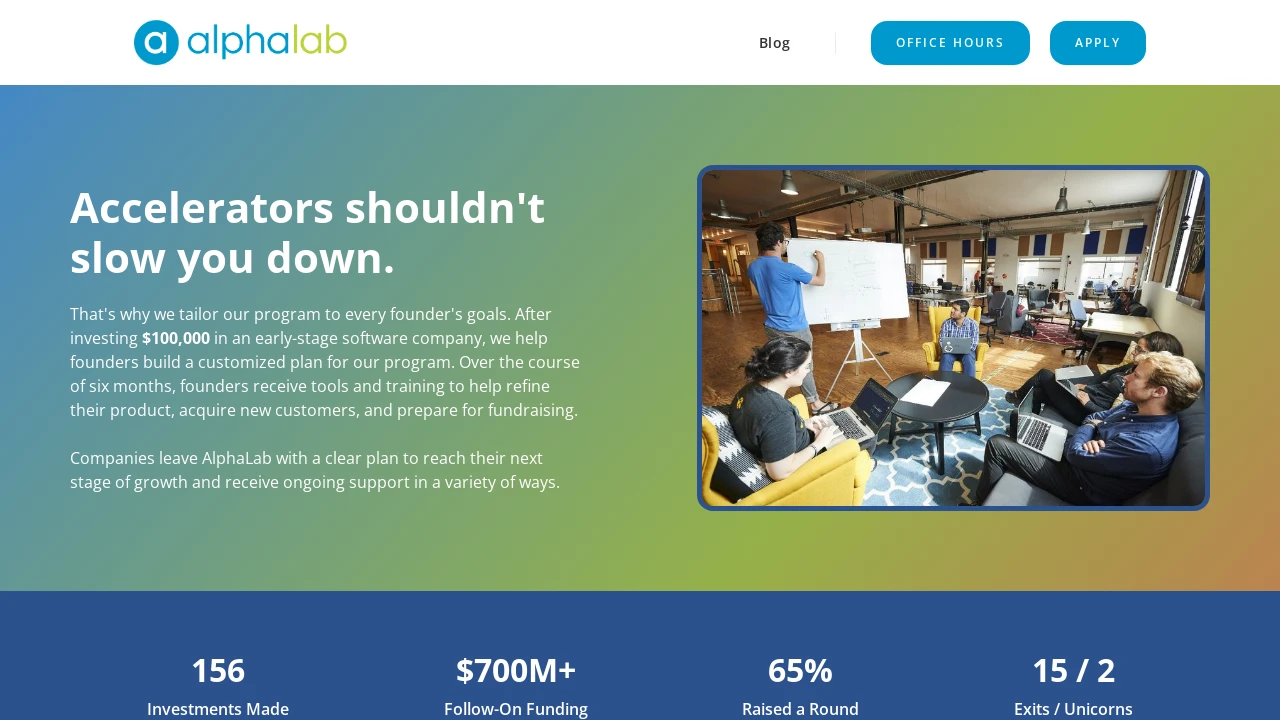 a alphalab
Blog
OFFICE HOURS
APPLY
Accelerators shouldn't
slow you down.
That's why we tailor our program to every founder's goals. After
investing $100,000 in an early-stage software company, we help
founders build a customized plan for our program. Over the course
of six months, founders receive tools and training to help refine
their product, acquire new customers, and prepare for fundraising.
Companies leave AlphaLab with a clear plan to reach their next
stage of growth and receive ongoing support in a variety of ways.
156
Investments Made
$700M+
Follow-On Funding
65%
Raised a Round
15 / 2
Exits / Unicorns